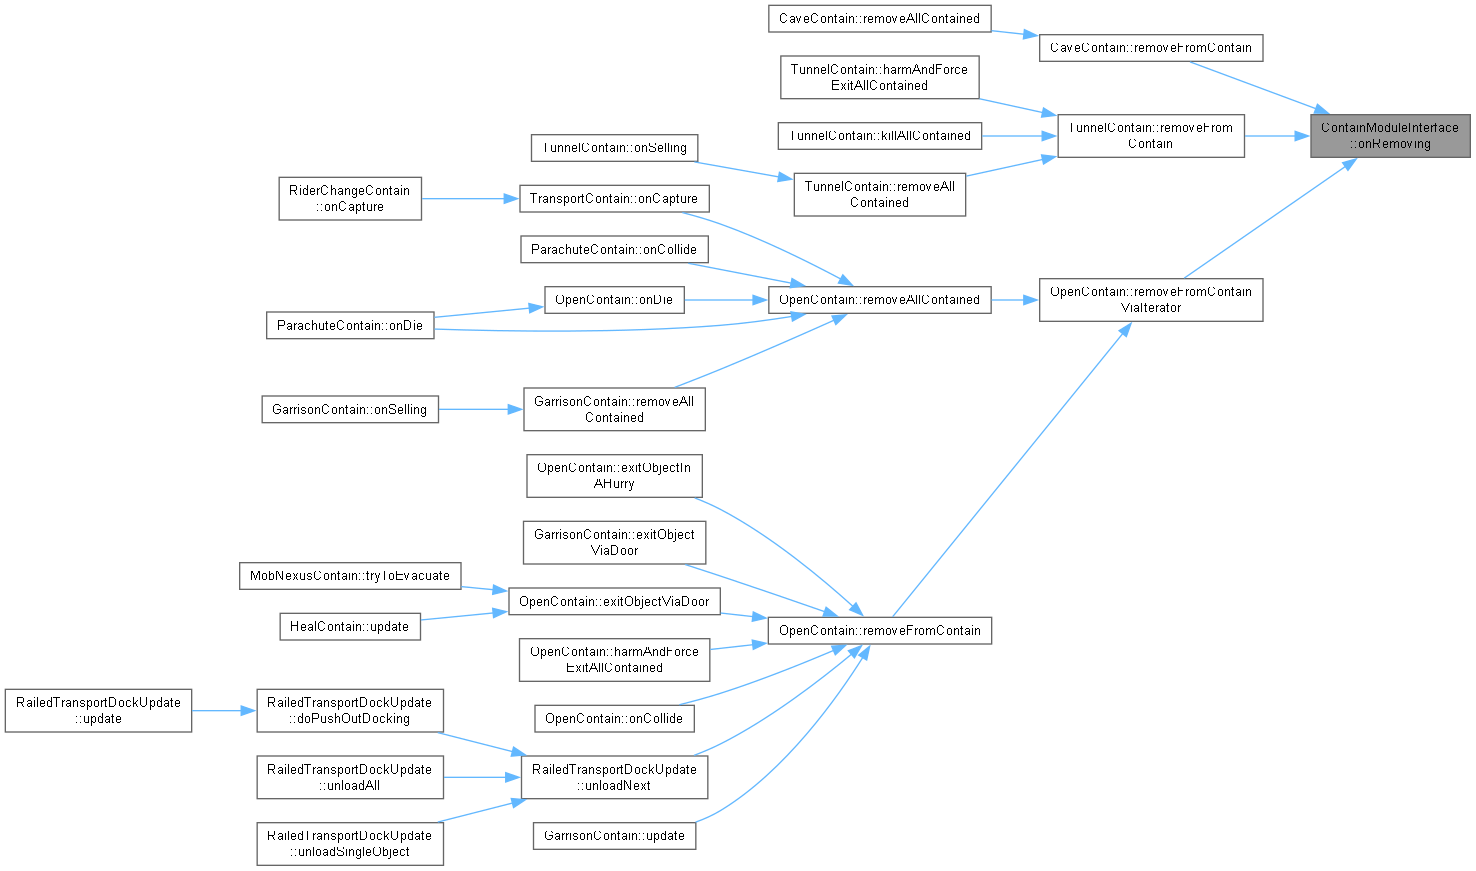 CaveContain::removeAllContained
CaveContain::removeFromContain
TunnelContain::harmAndForce
ExitAllContained
TunnelContain::killAllContained
TunnelContain::removeFrom
Contain
ContainModuleInterface
::onRemoving
TunnelContain::onSelling
TunnelContain::removeAll
Contained
RiderChangeContain
::onCapture
TransportContain::onCapture
ParachuteContain::onCollide
OpenContain::onDie
OpenContain::removeAllContained
OpenContain::removeFromContain
ViaIterator
ParachuteContain::onDie
GarrisonContain::onSelling
GarrisonContain::removeAll
Contained
OpenContain::exitObjectIn
AHurry
GarrisonContain::exitObject
ViaDoor
MobNexusContain::tryToEvacuate
OpenContain::exitObjectViaDoor
HealContain::update
OpenContain::removeFromContain
OpenContain::harmAndForce
ExitAllContained
RailedTransportDockUpdate
::update
RailedTransportDockUpdate
::doPushOutDocking
OpenContain::onCollide
RailedTransportDockUpdate
::unloadAll
RailedTransportDockUpdate
::unloadNext
RailedTransportDockUpdate
::unloadSingleObject
GarrisonContain::update